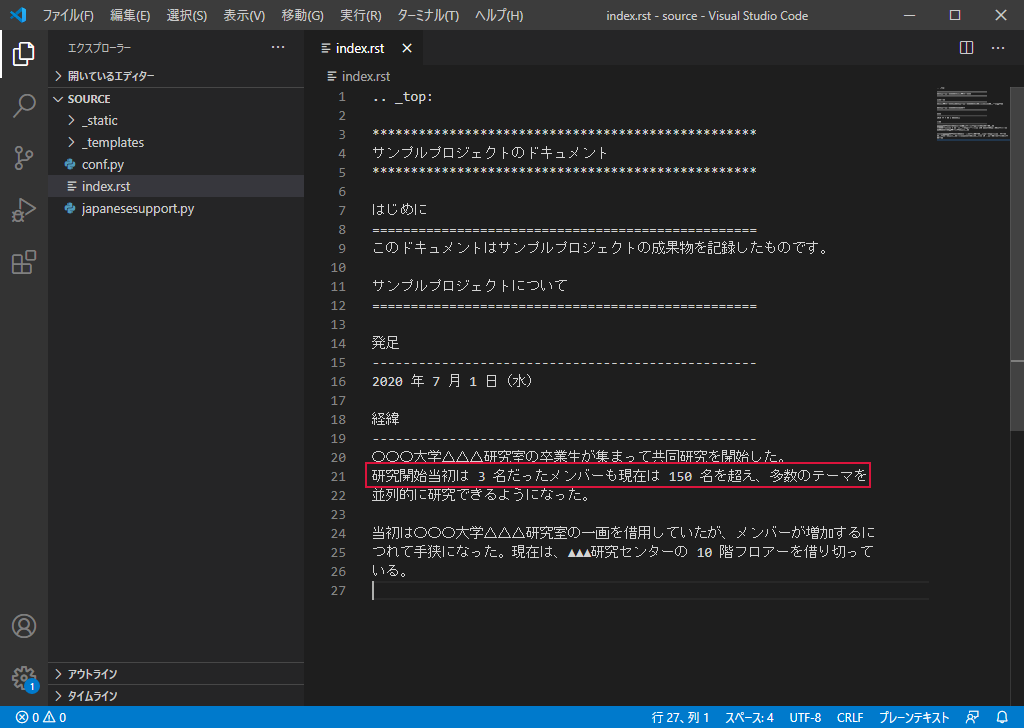 ファイル(F) 編集(E) 選択(S) 表示(V) 移動(G) 実行(R) ターミナル(T) ヘルプ(H) index.rst - source - Visual Studio Code
エクスプローラー
開いているエディター
SOURCE
_static
_templates
conf.py
index.rst
japanesesupport.py
アウトライン
タイムライン
1
index.rst
index.rst
1 .. _top:
2
3 **************************************************
4 サンプルプロジェクトのドキュメント
5 **************************************************
6
7 はじめに
8 ==================================================
9 このドキュメントはサンプルプロジェクトの成果物を記録したものです。
10
11 サンプルプロジェクトについて
12 ==================================================
13
14 発足
15 --------------------------------------------------
16 2020 年 7 月 1 日（水）
17
18 経緯
19 --------------------------------------------------
20 〇〇〇大学△△△研究室の卒業生が集まって共同研究を開始した。
21 研究開始当初は 3 名だったメンバーも現在は 150 名を超え、多数のテーマを
22 並列的に研究できるようになった。
23
24 当初は〇〇〇大学△△△研究室の一画を借用していたが、メンバーが増加するに
25 つれて手狭になった。現在は、▲▲▲研究センターの 10 階フロアーを借り切って
26 いる。
27
0 0 行 27、列 1 スペース: 4 UTF-8 CRLF プレーンテキスト